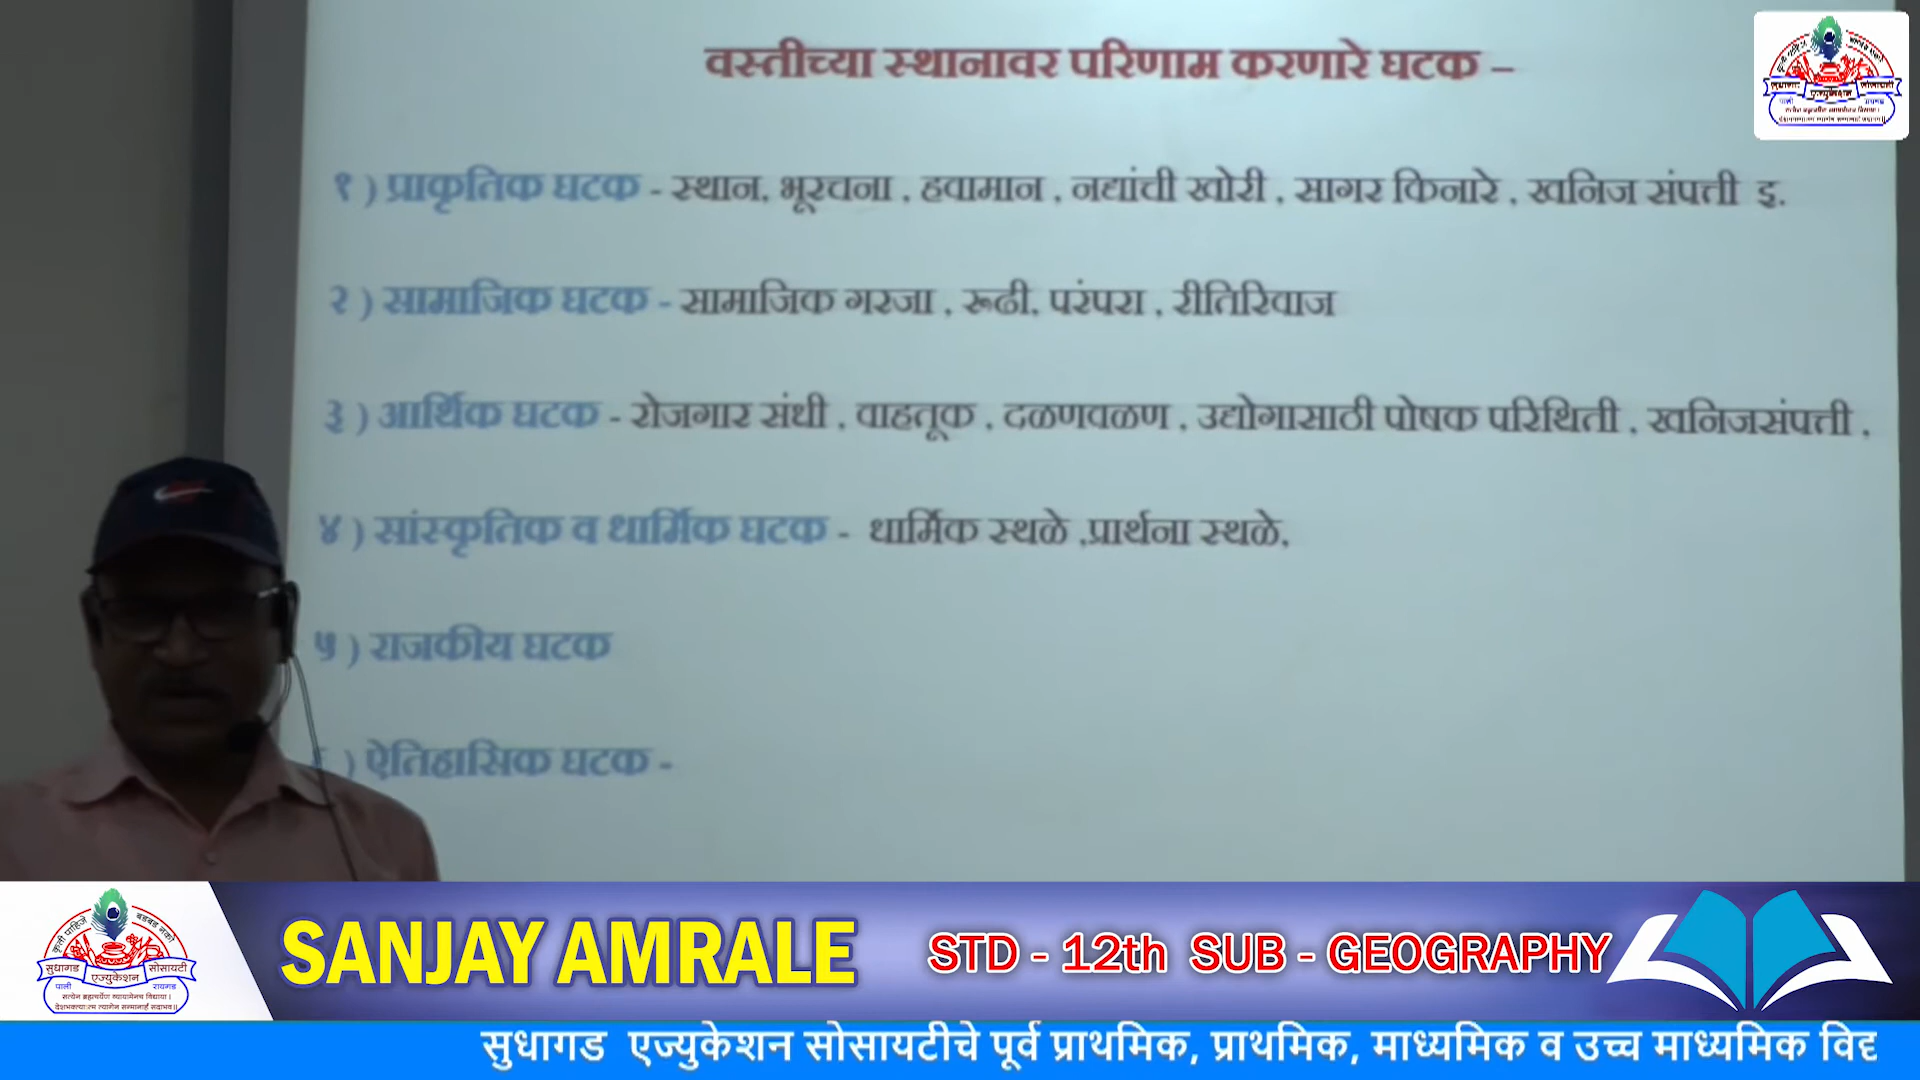 वस्तीच्या स्थानावर परिणाम करणारे घटक –
१ ) प्राकृतिक घटक - स्थान, भूरचना , हवामान , नद्यांची खोरी , सागर किनारे , खनिज संपत्ती इ.
२ ) सामाजिक घटक - सामाजिक गरजा , रूढी, परंपरा , रीतिरिवाज
३ ) आर्थिक घटक - रोजगार संधी , वाहतूक , दळणवळण , उद्योगासाठी पोषक परिथिती , खनिजसंपत्ती ,
४ ) सांस्कृतिक व धार्मिक घटक - धार्मिक स्थळे ,प्रार्थना स्थळे,
५ ) राजकीय घटक
) ऐतिहासिक घटक -
कृती पाहिजे बडबड नको
सुधागड एज्युकेशन सोसायटी
पाली रायगड
SANJAY AMRALE
STD - 12th SUB - GEOGRAPHY
सुधागड एज्युकेशन सोसायटीचे पूर्व प्राथमिक, प्राथमिक, माध्यमिक व उच्च माध्यमिक